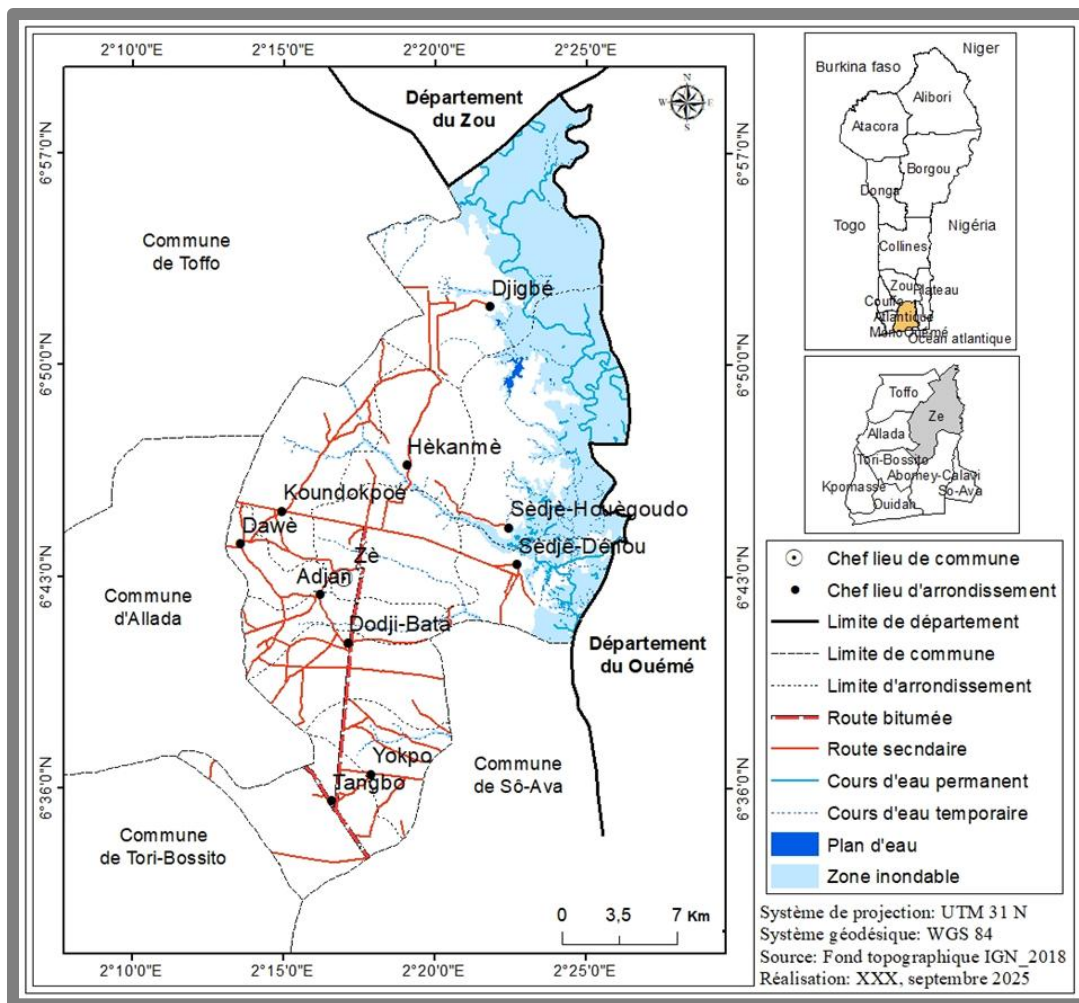 2°10'0"E
2°15'0"E
2°20'0"E
2°25'0"E
6°57'0"N
6°50'0"N
6°43'0"N
6°36'0"N
Département
du Zou
N
W
E
S
Commune
de Toffo
Djigbé
Hèkanmè
Koundokpoé
Sèdjè-Houègoudo
Dawè
Zè
Sèdjè-Dénou
Adjan
Commune
d'Allada
Dodji-Bata
Département
du Ouémé
Yokpo
Tangbo
Commune
de Sô-Ava
Commune
de Tori-Bossito
0 3,5 7 Km
6°57'0"N
6°50'0"N
6°43'0"N
6°36'0"N
2°10'0"E
2°15'0"E
2°20'0"E
2°25'0"E
Niger
Burkina faso
Alibori
Atacora
Borgou
Donga
Togo
Nigéria
Collines
Zou
Plateau
Couffo
Atlantique
Mono
Ouémé
Océan atlantique
Toffo
Ze
Allada
Tori-Bossito
Abomey-Calavi
Kpomassè
Sô-Ava
Ouidah
Chef lieu de commune
Chef lieu d'arrondissement
Limite de département
Limite de commune
Limite d'arrondissement
Route bitumée
Route secndaire
Cours d'eau permanent
Cours d'eau temporaire
Plan d'eau
Zone inondable
Système de projection: UTM 31 N
Système géodésique: WGS 84
Source: Fond topographique IGN_2018
Réalisation: XXX, septembre 2025